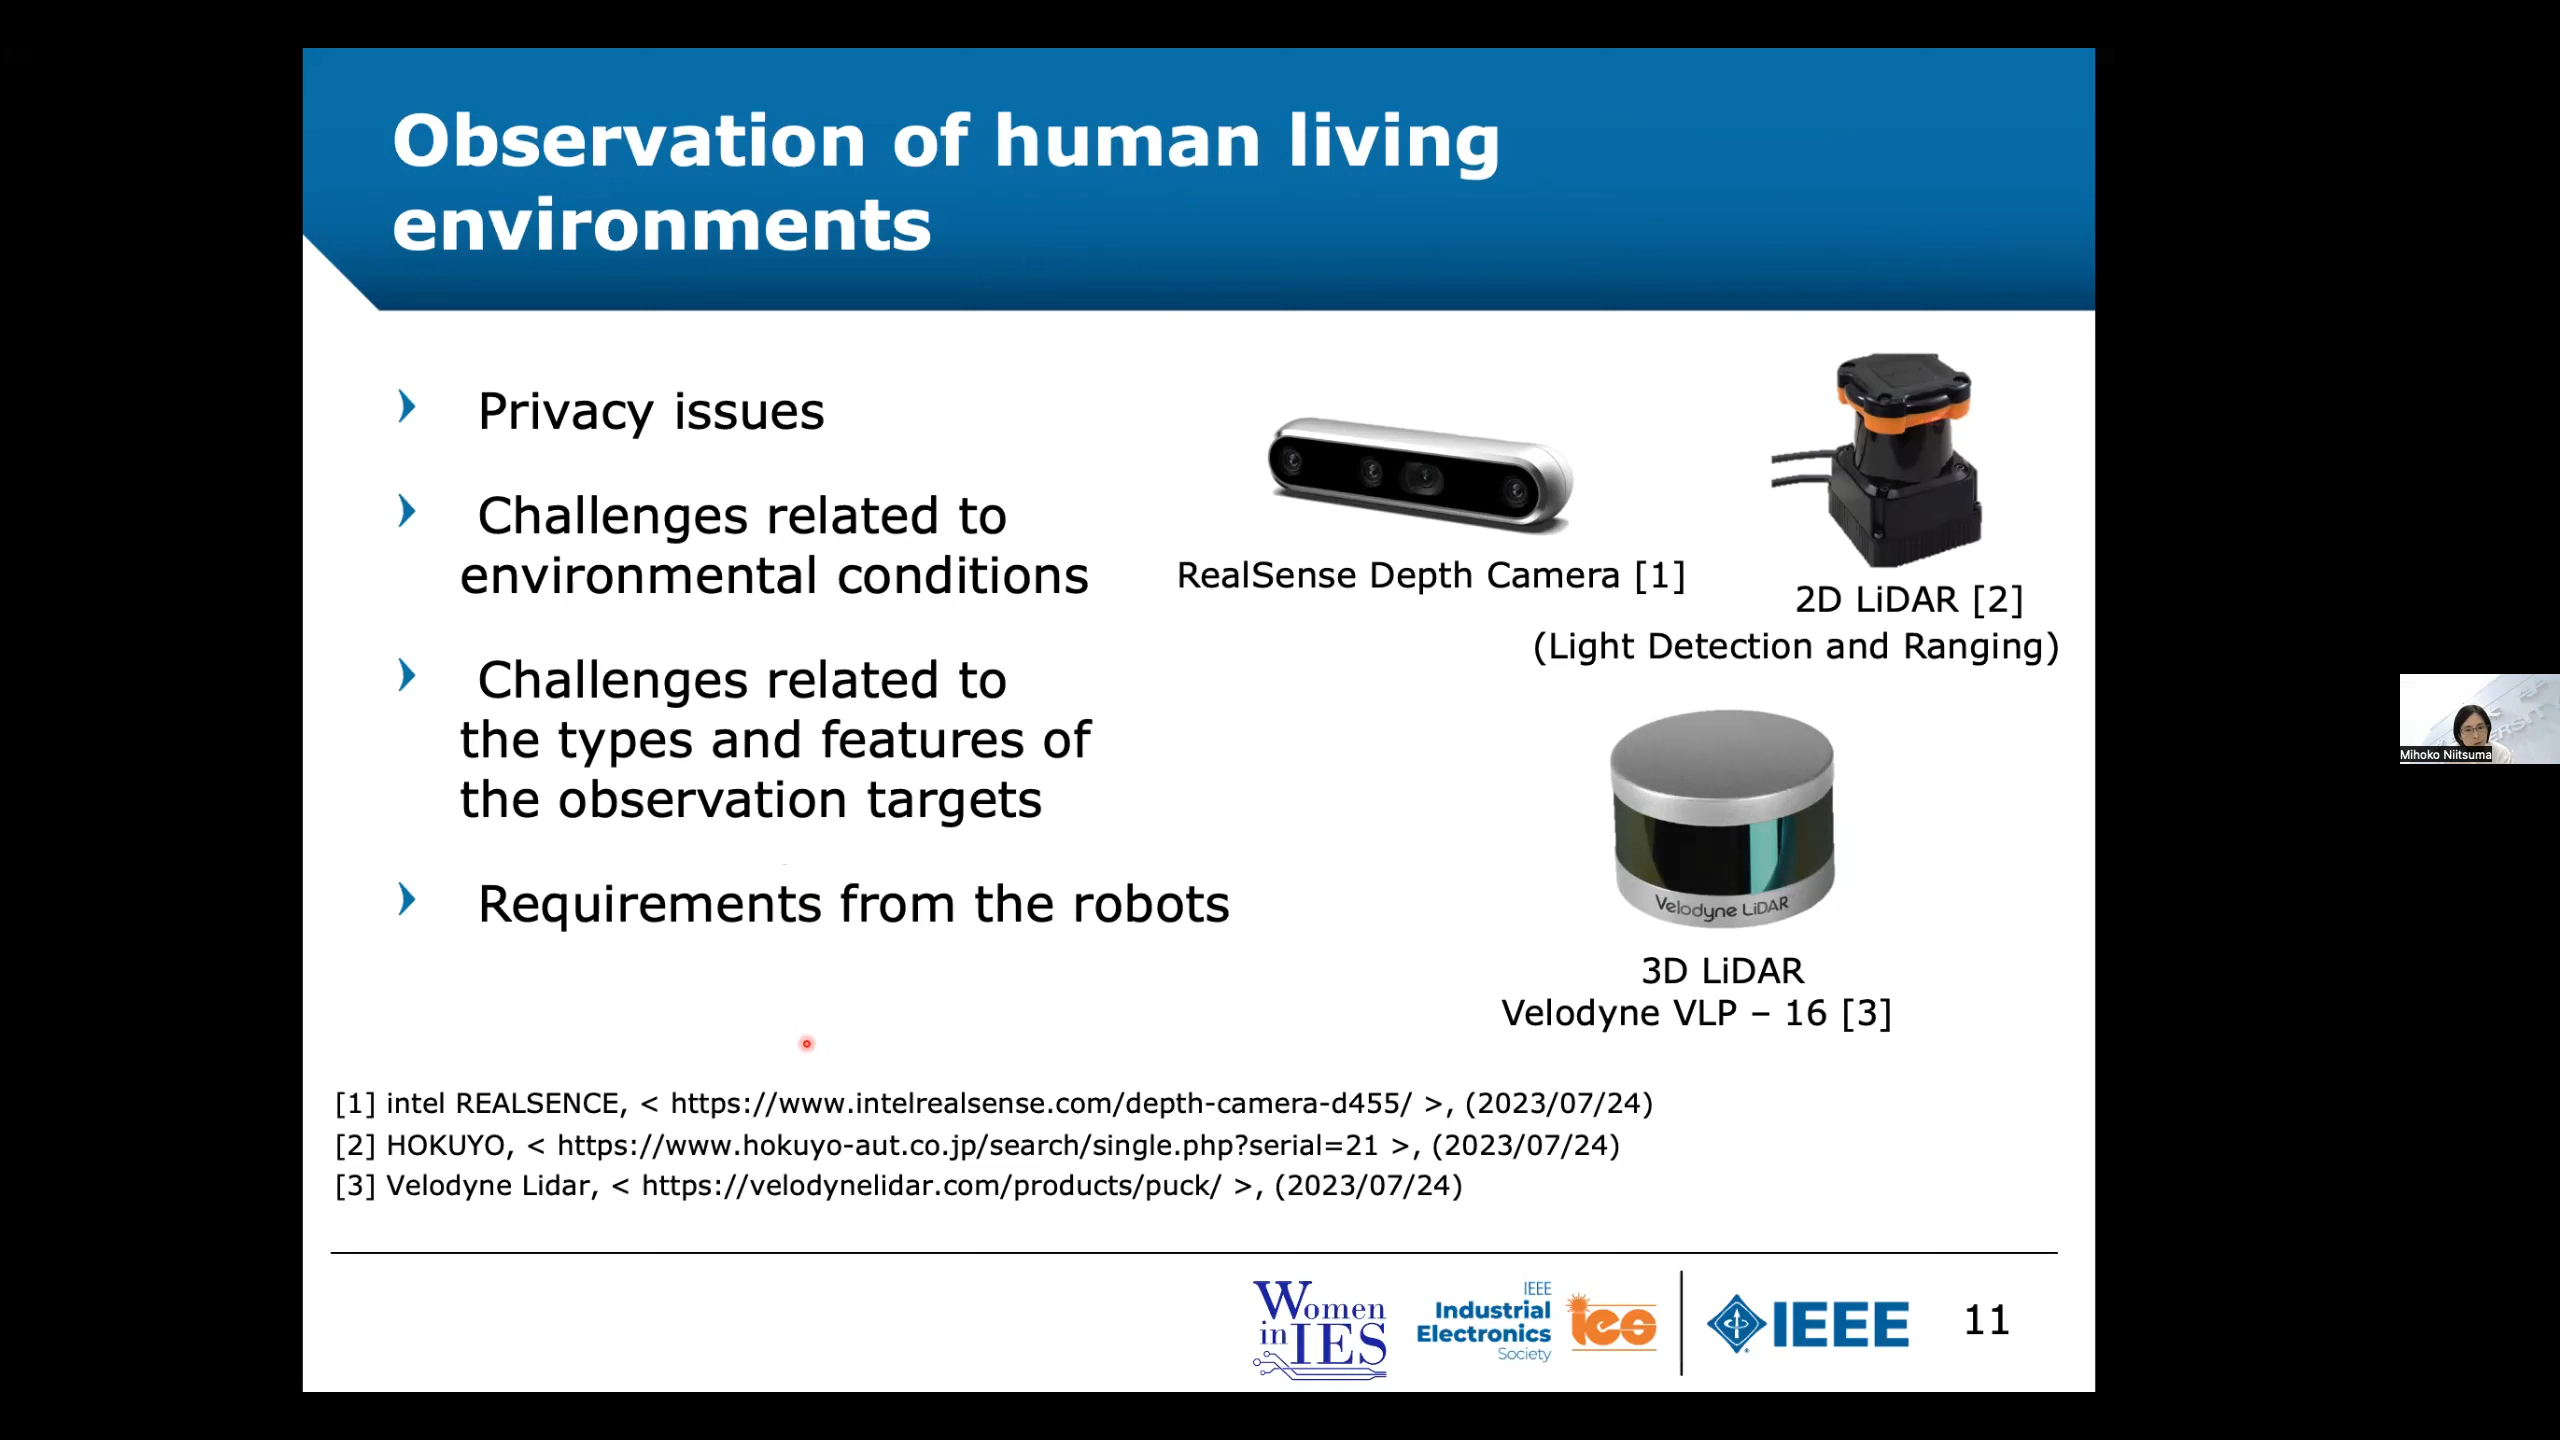 Observation of human living
environments
Privacy issues
Challenges related to
environmental conditions
Challenges related to
the types and features of
the observation targets
Requirements from the robots
RealSense Depth Camera [1]
2D LiDAR [2]
(Light Detection and Ranging)
Velodyne LiDAR
3D LiDAR
Velodyne VLP – 16 [3]
[1] intel REALSENCE, < https://www.intelrealsense.com/depth-camera-d455/ >, (2023/07/24)
[2] HOKUYO, < https://www.hokuyo-aut.co.jp/search/single.php?serial=21 >, (2023/07/24)
[3] Velodyne Lidar, < https://velodynelidar.com/products/puck/ >, (2023/07/24)
Women
in IES
IEEE
Industrial
Electronics
Society
ies
IEEE
11
Mihoko Niitsuma